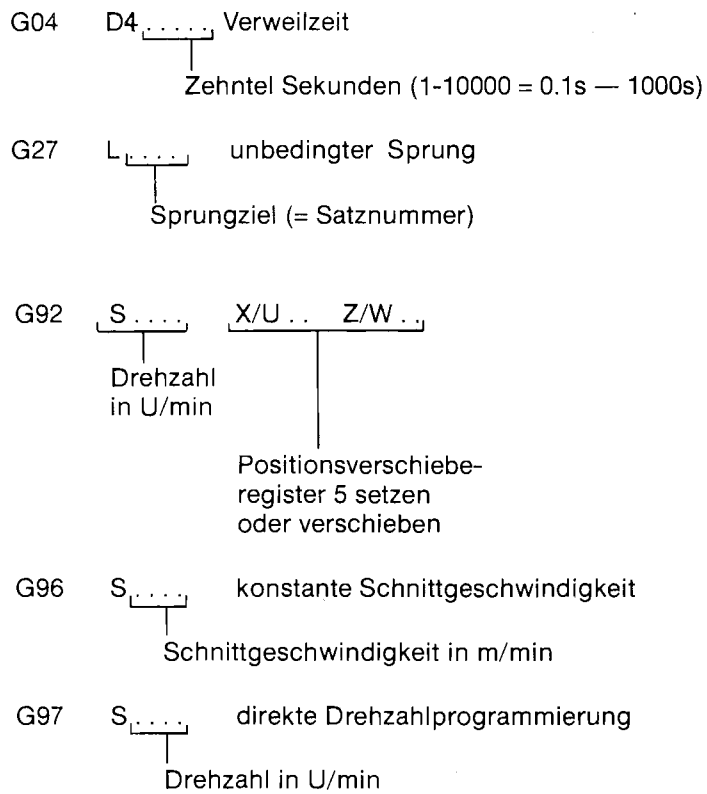 G04 D4..... Verweilzeit
Zehntel Sekunden (1-10000 = 0.1s — 1000s)
G27 L.... unbedingter Sprung
Sprungziel (= Satznummer)
G92 S.... X/U.. Z/W..
Drehzahl
in U/min
Positionsverschiebe-
register 5 setzen
oder verschieben
G96 S.... konstante Schnittgeschwindigkeit
Schnittgeschwindigkeit in m/min
G97 S.... direkte Drehzahlprogrammierung
Drehzahl in U/min